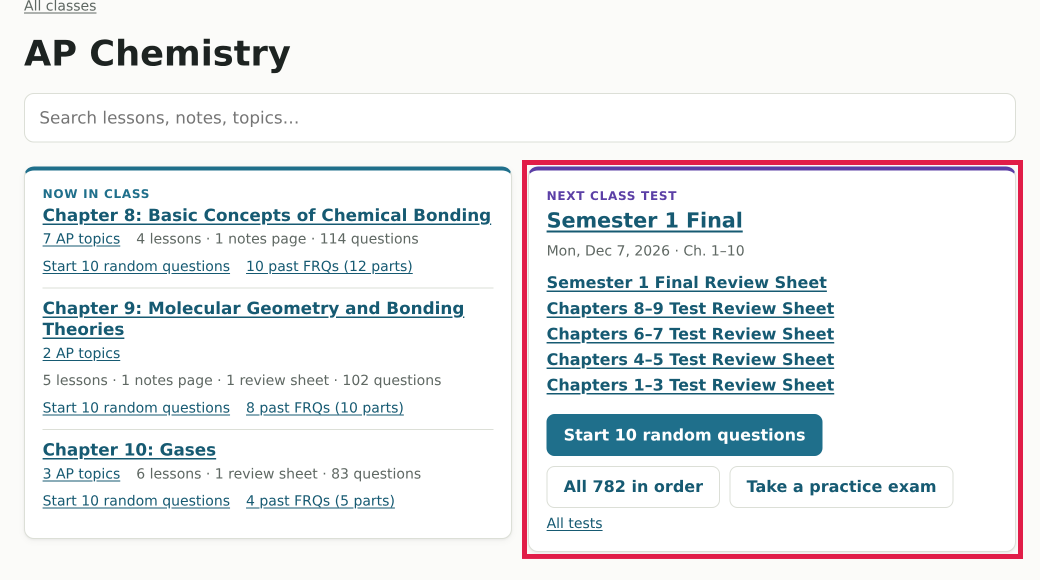 All classes
AP Chemistry
Search lessons, notes, topics...
NOW IN CLASS
Chapter 8: Basic Concepts of Chemical Bonding
7 AP topics 4 lessons · 1 notes page · 114 questions
Start 10 random questions 10 past FRQs (12 parts)
Chapter 9: Molecular Geometry and Bonding
Theories
2 AP topics
5 lessons · 1 notes page · 1 review sheet · 102 questions
Start 10 random questions 8 past FRQs (10 parts)
Chapter 10: Gases
3 AP topics 6 lessons · 1 review sheet · 83 questions
Start 10 random questions 4 past FRQs (5 parts)
NEXT CLASS TEST
Semester 1 Final
Mon, Dec 7, 2026 · Ch. 1–10
Semester 1 Final Review Sheet
Chapters 8–9 Test Review Sheet
Chapters 6–7 Test Review Sheet
Chapters 4–5 Test Review Sheet
Chapters 1–3 Test Review Sheet
Start 10 random questions
All 782 in order Take a practice exam
All tests